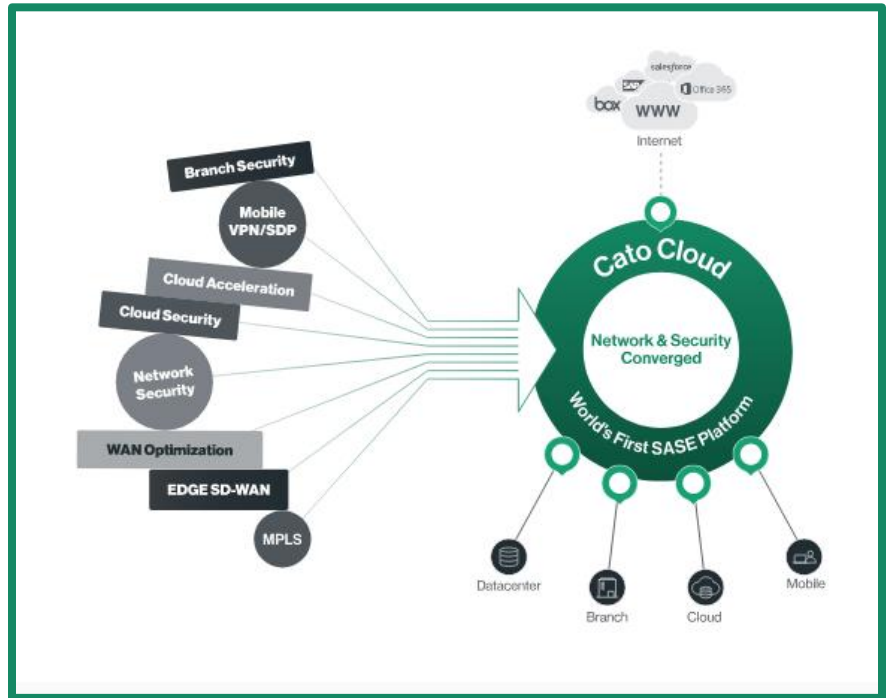 Branch Security
Mobile
VPN/SDP
Cloud Acceleration
Cloud Security
Network
Security
WAN Optimization
EDGE SD-WAN
MPLS
salesforce
SAP
Office 365
box
www
Internet
Cato Cloud
Network & Security
Converged
World's First SASE Platform
Datacenter
Branch
Cloud
Mobile